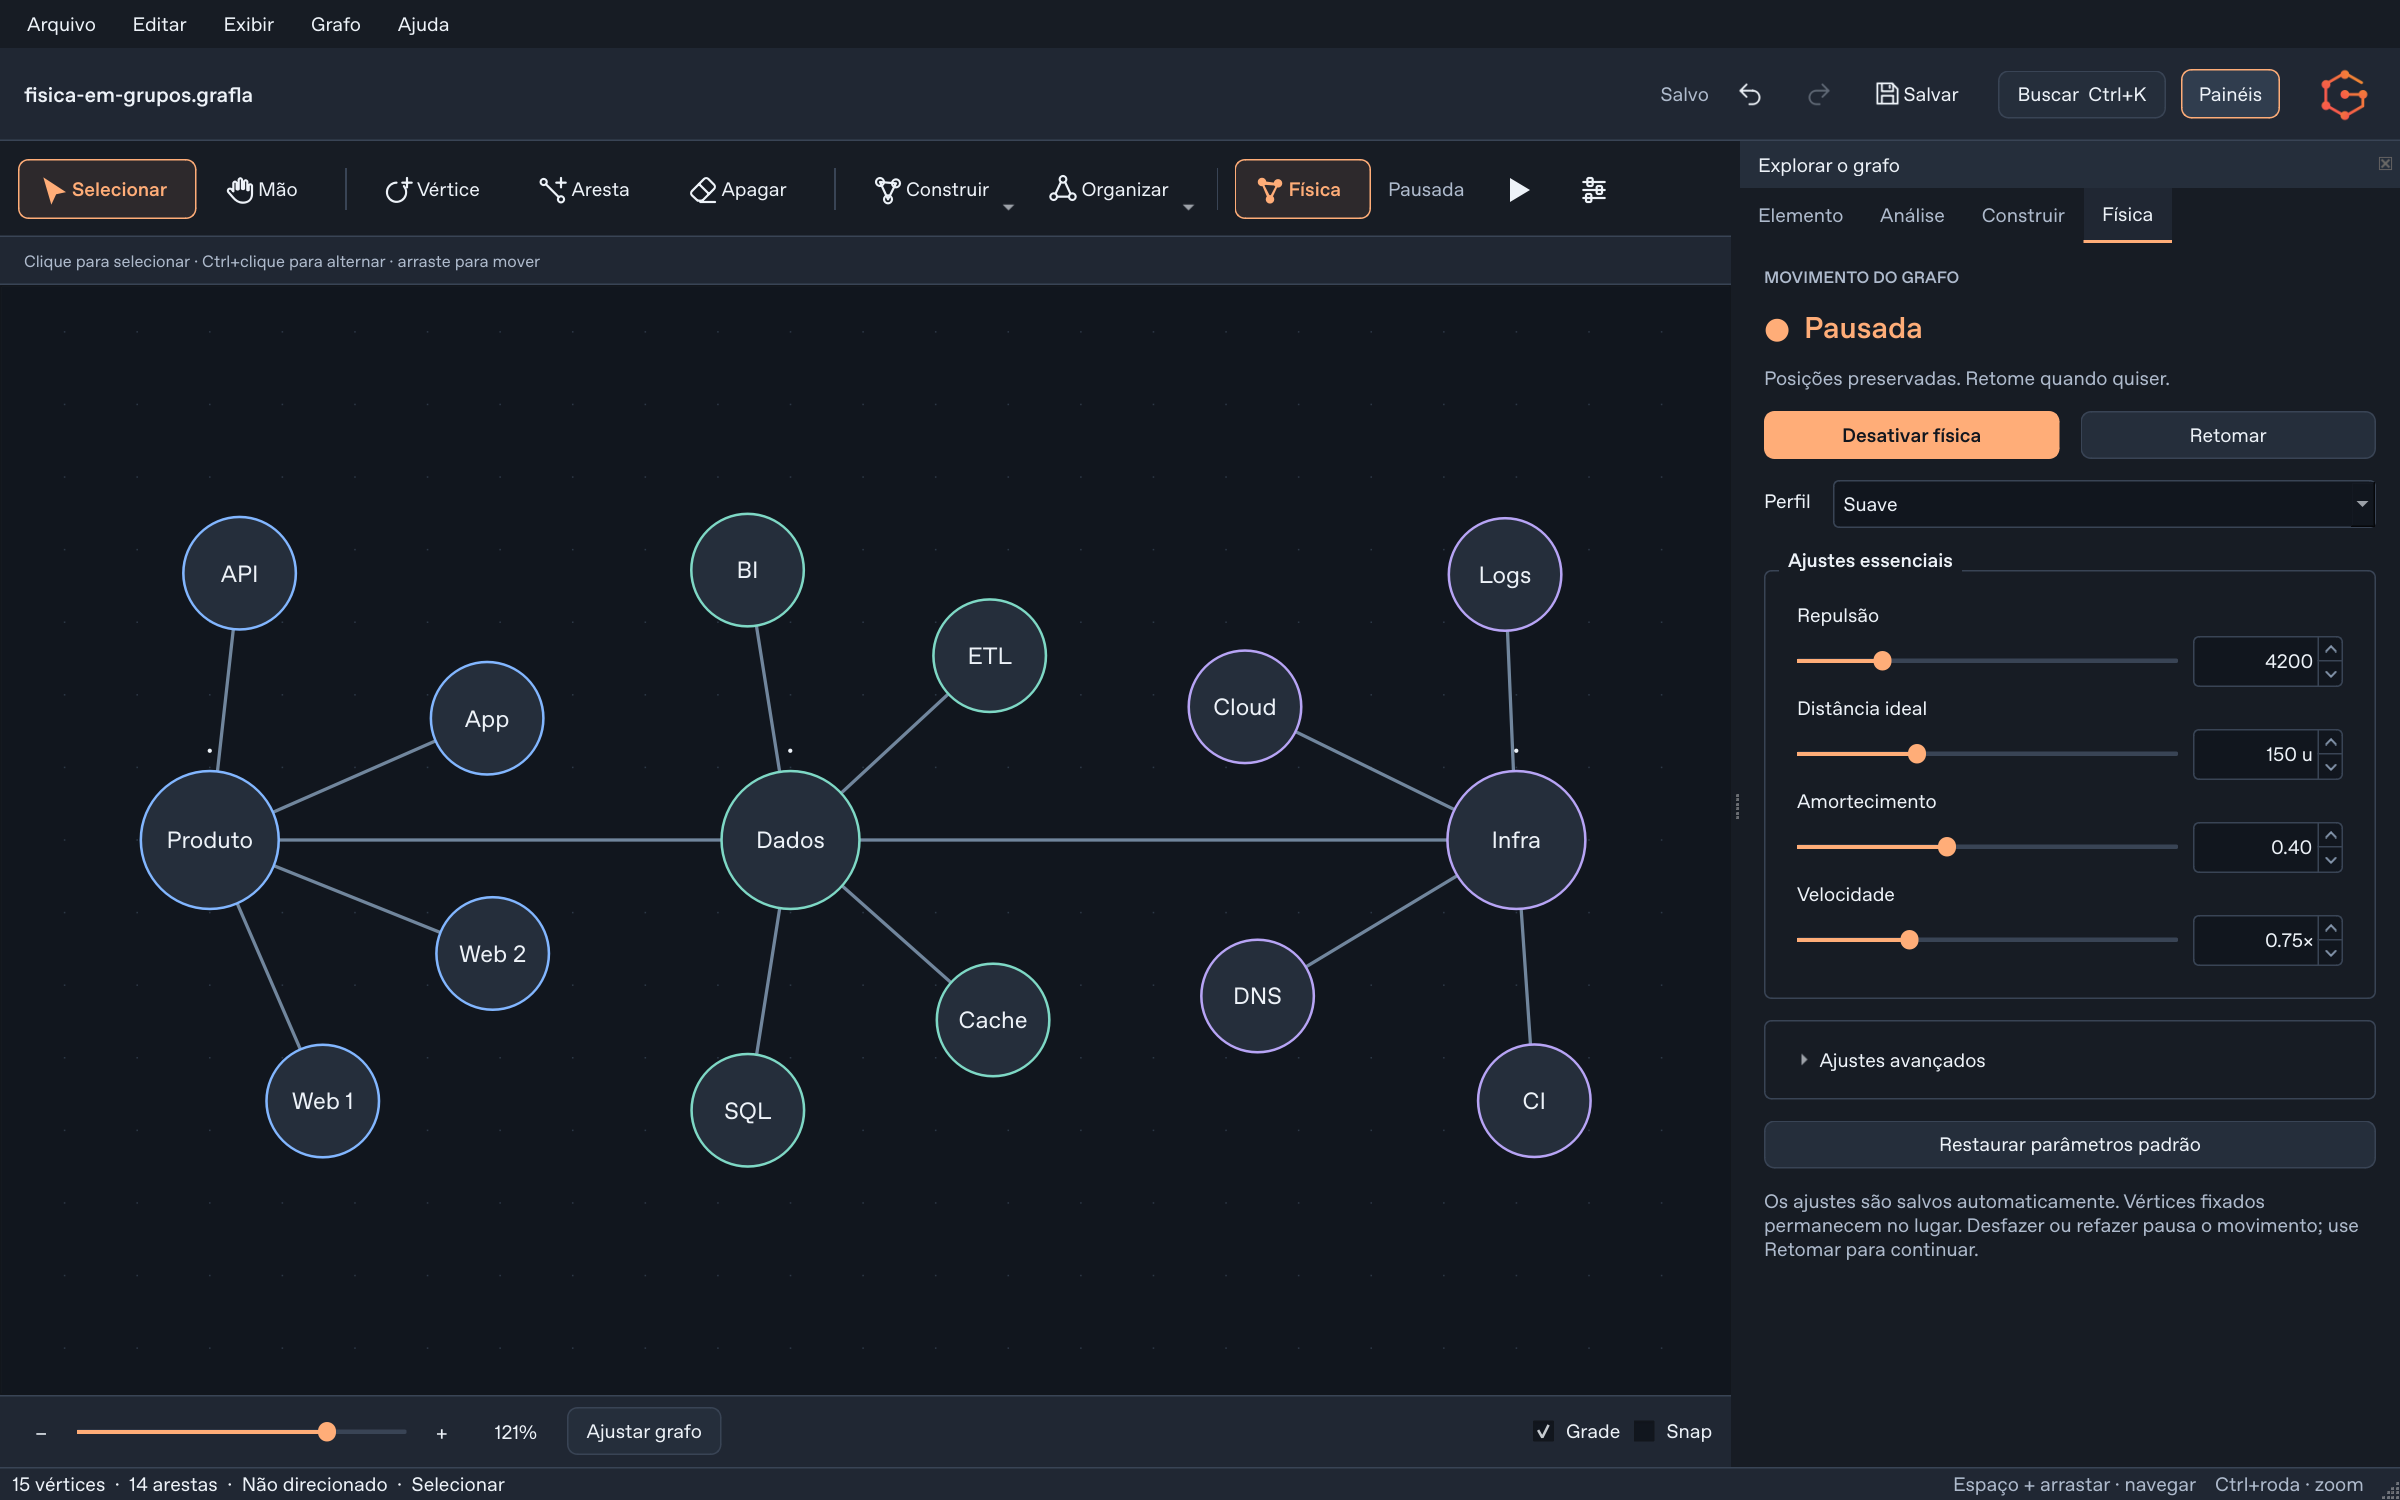 Arquivo Editar Exibir Grafo Ajuda
fisica-em-grupos.grafla
Salvo Salvar Buscar Ctrl+K Painéis
Selecionar Mão Vértice Aresta Apagar Construir Organizar Física Pausada
Clique para selecionar · Ctrl+clique para alternar · arraste para mover
API
BI
Logs
ETL
Cloud
App
Produto
Dados
Infra
Web 2
DNS
Cache
Web 1
SQL
CI
Explorar o grafo
Elemento Análise Construir Física
MOVIMENTO DO GRAFO
Pausada
Posições preservadas. Retome quando quiser.
Desativar física Retomar
Perfil Suave
Ajustes essenciais
Repulsão
4200
Distância ideal
150 u
Amortecimento
0.40
Velocidade
0.75×
Ajustes avançados
Restaurar parâmetros padrão
Os ajustes são salvos automaticamente. Vértices fixados
permanecem no lugar. Desfazer ou refazer pausa o movimento; use
Retomar para continuar.
− + 121% Ajustar grafo Grade Snap
15 vértices · 14 arestas · Não direcionado · Selecionar
Espaço + arrastar · navegar Ctrl+roda · zoom